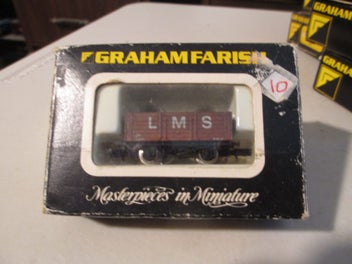 GRAHAM FARISH
10
L M S
Masterpieces in Miniature